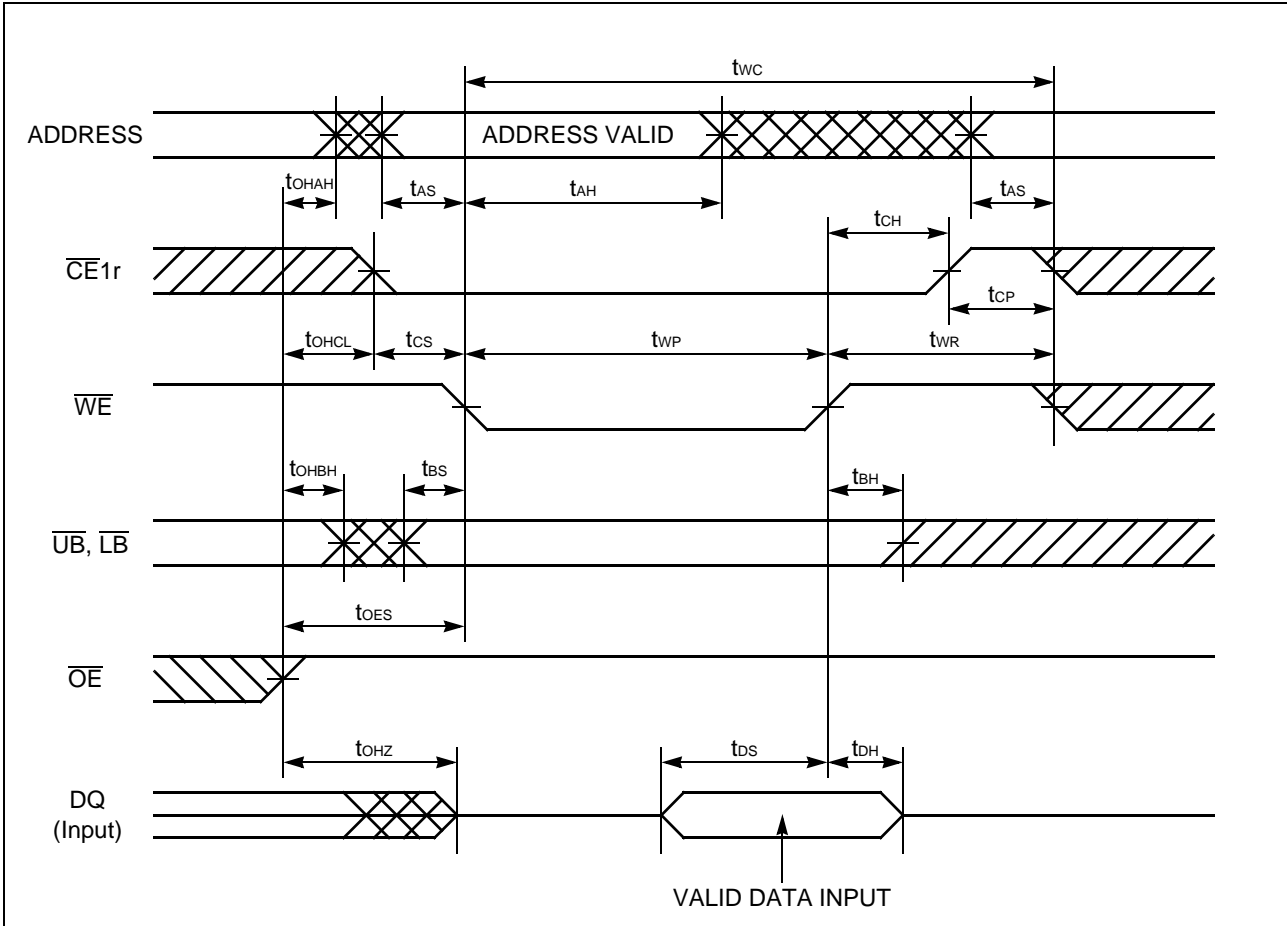 tWC
ADDRESS
ADDRESS VALID
tOHAH
tAS
tAH
tAS
tCH
CE1r
tCP
tOHCL
tCS
tWP
tWR
WE
tOHBH
tBS
tBH
UB, LB
tOES
OE
tOHZ
tDS
tDH
DQ
(Input)
VALID DATA INPUT